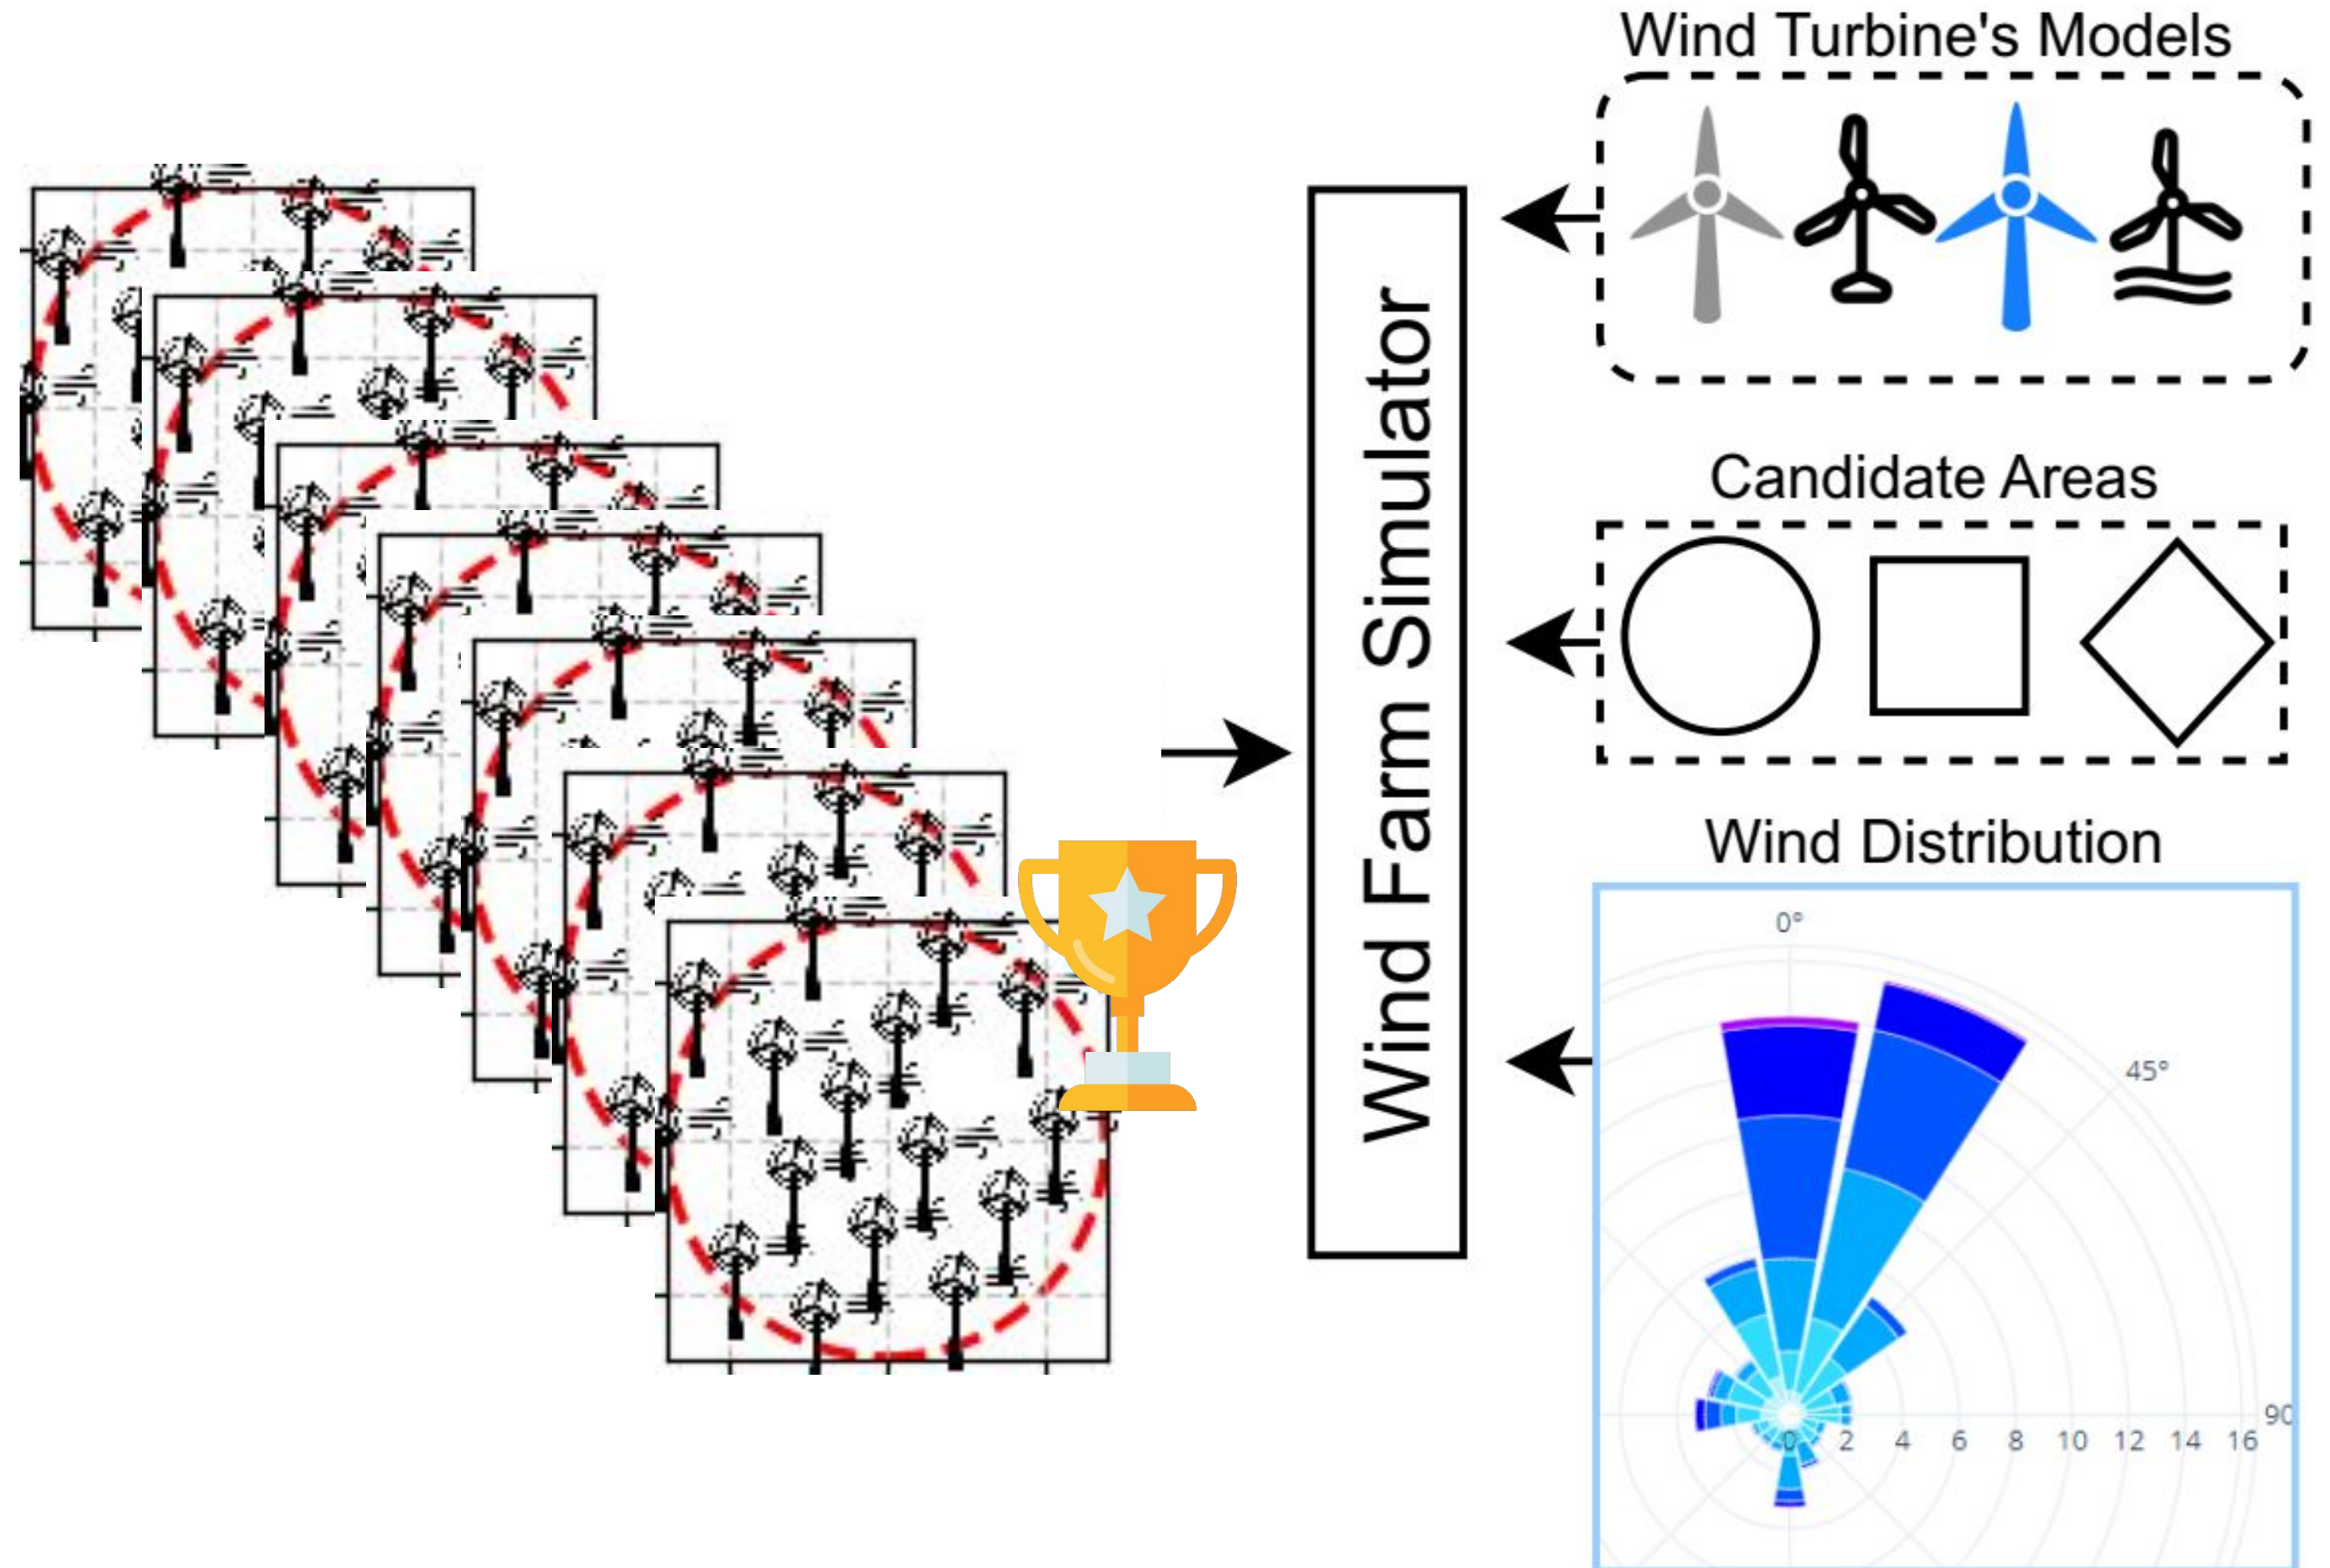 Wind Turbine's Models
Wind Farm Simulator
Candidate Areas
Wind Distribution
0°
45°
90
0 2 4 6 8 10 12 14 16